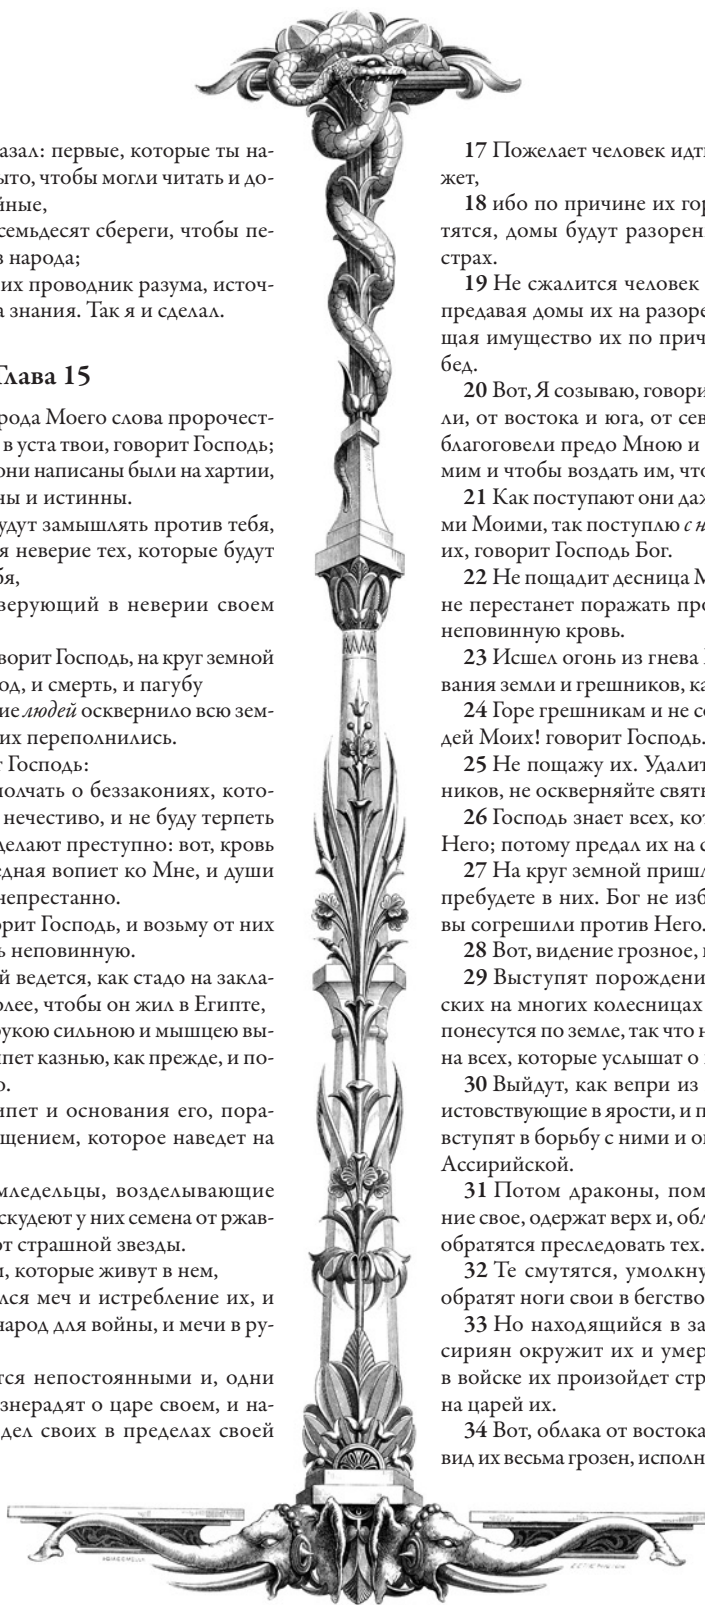 азал: первые, которые ты на-
ыто, чтобы могли читать и до-
йные,
семьдесят сбереги, чтобы пе-
в народа;
их проводник разума, источ-
а знания. Так я и сделал.
Глава 15
рода Моего слова пророчест-
в уста твои, говорит Господь;
они написаны были на хартии,
ны и истинны.
удут замышлять против тебя,
я неверие тех, которые будут
бя,
верующий в неверии своем
ворит Господь, на круг земной
од, и смерть, и пагубу
ие людей осквернило всю зем-
их переполнились.
т Господь:
олчать о беззакониях, кото-
нечестиво, и не буду терпеть
делают преступно: вот, кровь
едная вопиет ко Мне, и души
непрестанно.
орит Господь, и возьму от них
ь неповинную.
й ведется, как стадо на закла-
олее, чтобы он жил в Египте,
рукою сильною и мышцею вы-
пет казнью, как прежде, и по-
о.
ипет и основания его, пора-
щением, которое наведет на
мледельцы, возделывающие
скудеют у них семена от ржав-
от страшной звезды.
и, которые живут в нем,
лся меч и истребление их, и
народ для войны, и мечи в ру-
тся непостоянными и, одни
знерадят о царе своем, и на-
дел своих в пределах своей
17 Пожелает человек идт
жет,
18 ибо по причине их гор
тятся, домы будут разорен
страх.
19 Не сжалится человек
предавая домы их на разоре
щая имущество их по прич
бед.
20 Вот, Я созываю, говори
ли, от востока и юга, от сев
благоговели предо Мною и
мим и чтобы воздать им, что
21 Как поступают они даж
ми Моими, так поступлю с н
их, говорит Господь Бог.
22 Не пощадит десница М
не перестанет поражать про
неповинную кровь.
23 Исшел огонь из гнева
вания земли и грешников, ка
24 Горе грешникам и не со
дей Моих! говорит Господь.
25 Не пощажу их. Удалит
ников, не оскверняйте святы
26 Господь знает всех, кот
Него; потому предал их на с
27 На круг земной пришл
пребудете в них. Бог не изб
вы согрешили против Него.
28 Вот, видение грозное,
29 Выступят порождени
ских на многих колесницах
понесутся по земле, так что н
на всех, которые услышат о
30 Выйдут, как вепри из
истовствующие в ярости, и п
вступят в борьбу с ними и о
Ассирийской.
31 Потом драконы, пом
ние свое, одержат верх и, обл
обратятся преследовать тех.
32 Те смутятся, умолкну
обратят ноги свои в бегство
33 Но находящийся в за
сириян окружит их и умер
в войске их произойдет стр
на царей их.
34 Вот, облака от востока
вид их весьма грозен, исполн